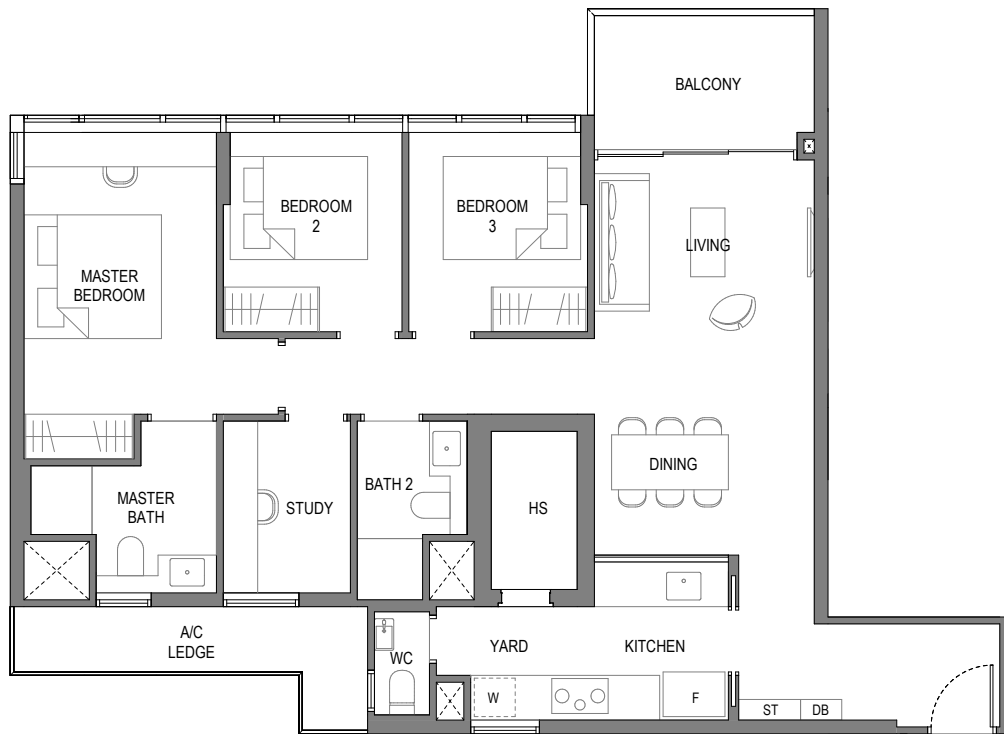 BALCONY
BEDROOM
2
BEDROOM
3
LIVING
MASTER
BEDROOM
DINING
MASTER
BATH
STUDY
BATH 2
HS
A/C
LEDGE
WC
YARD
KITCHEN
W
F
ST
DB